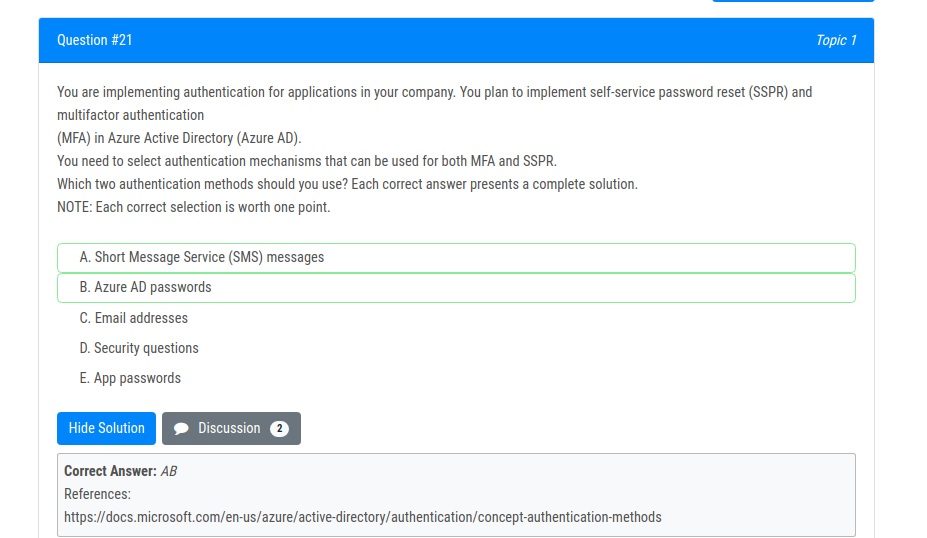 Question #21
Topic 1
You are implementing authentication for applications in your company. You plan to implement self-service password reset (SSPR) and
multifactor authentication
(MFA) in Azure Active Directory (Azure AD).
You need to select authentication mechanisms that can be used for both MFA and SSPR.
Which two authentication methods should you use? Each correct answer presents a complete solution.
NOTE: Each correct selection is worth one point.
A. Short Message Service (SMS) messages
B. Azure AD passwords
C. Email addresses
D. Security questions
E. App passwords
Hide Solution
Discussion 2
Correct Answer: AB
References:
https://docs.microsoft.com/en-us/azure/active-directory/authentication/concept-authentication-methods